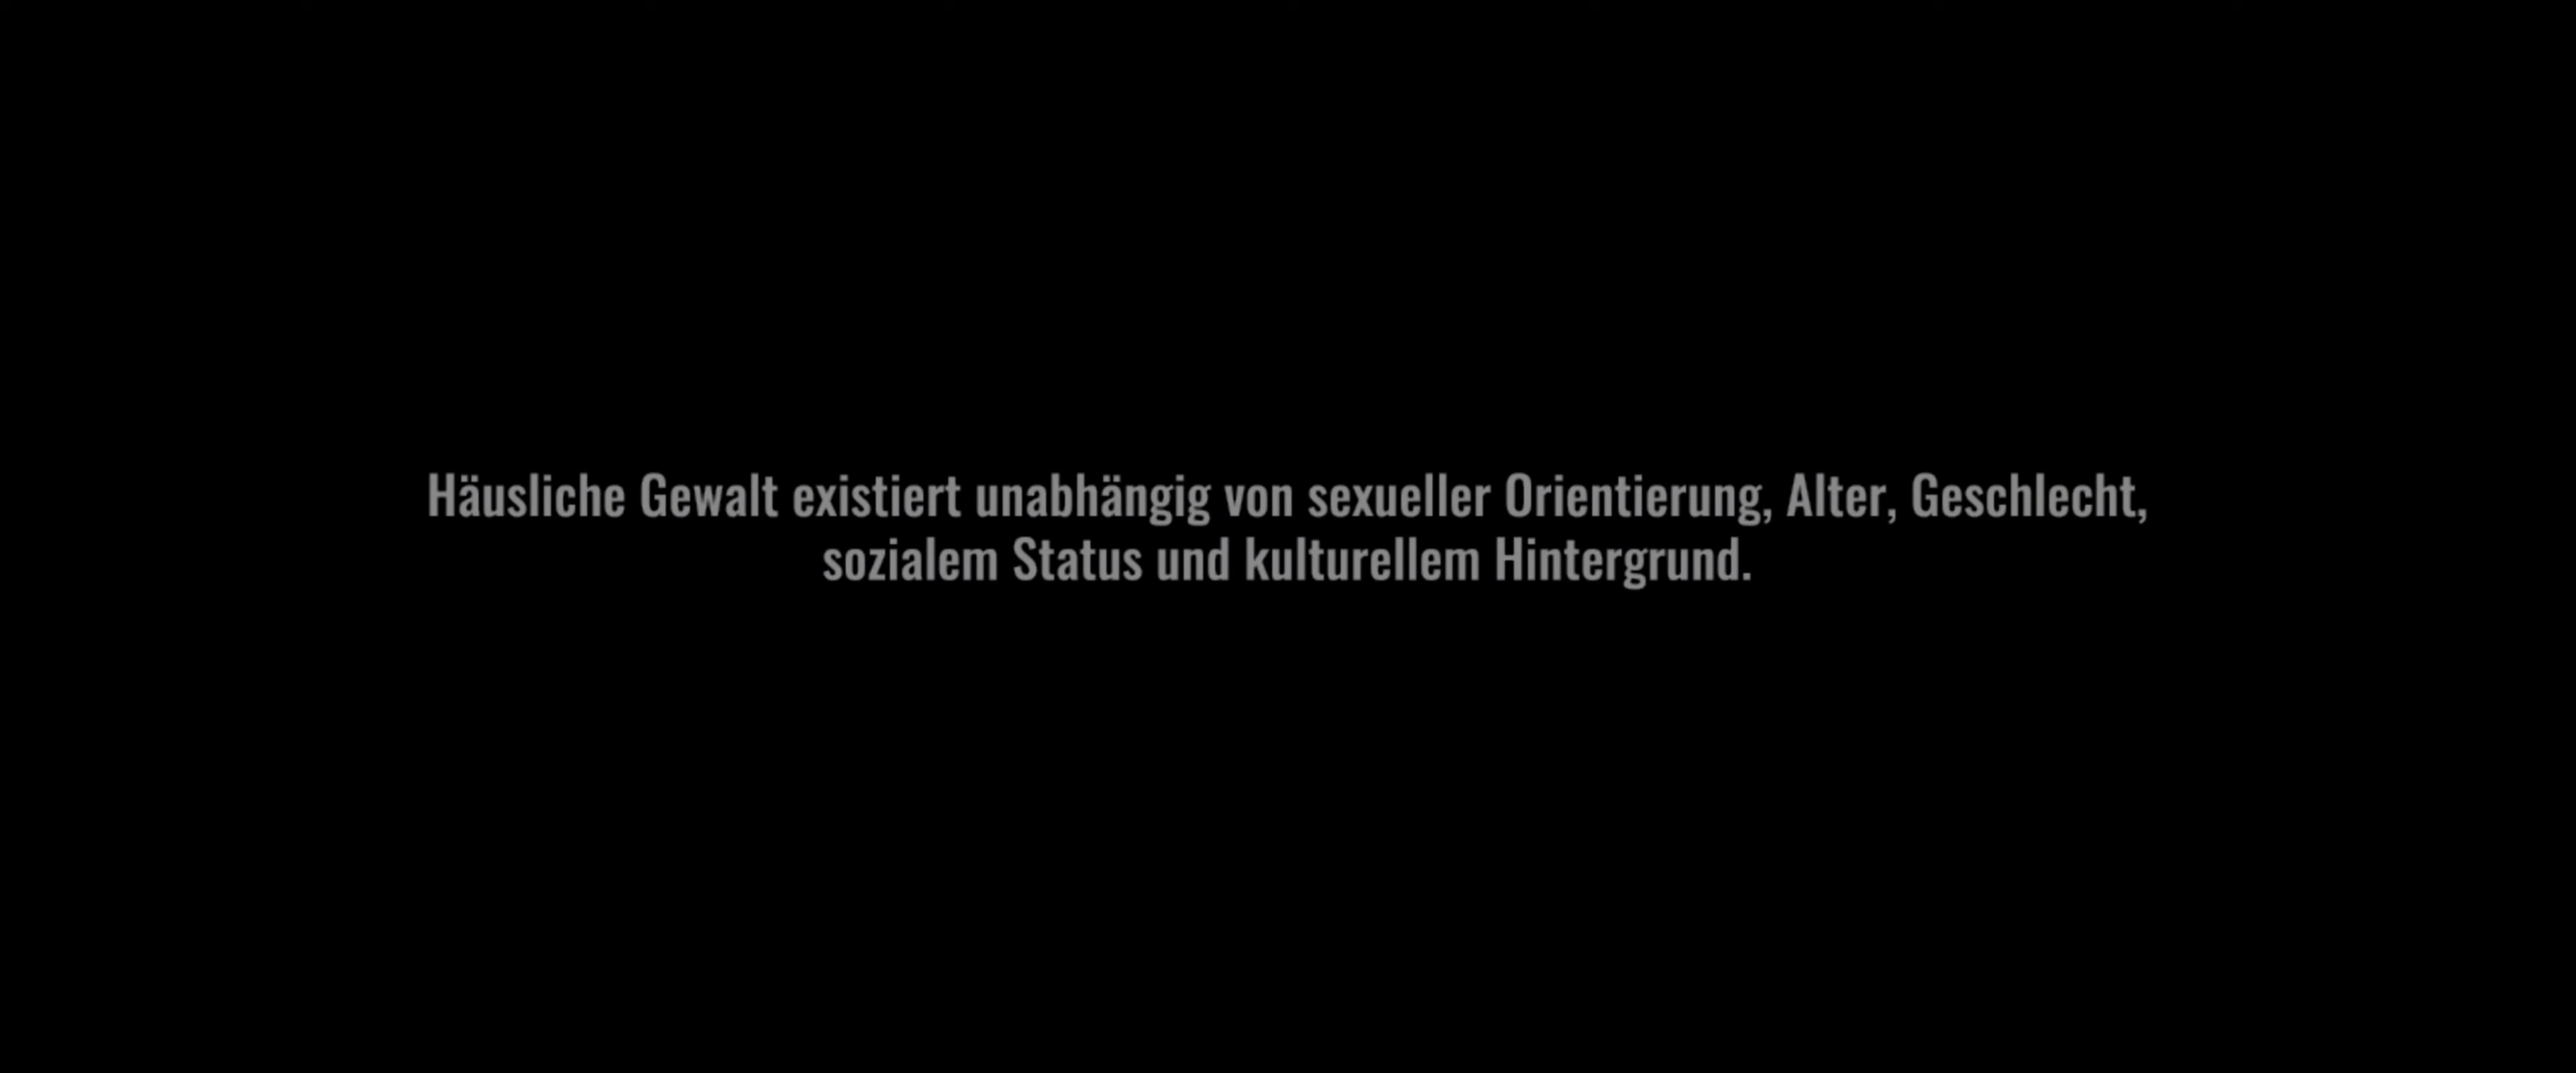 Häusliche Gewalt existiert unabhängig von sexueller Orientierung, Alter, Geschlecht,
sozialem Status und kulturellem Hintergrund.